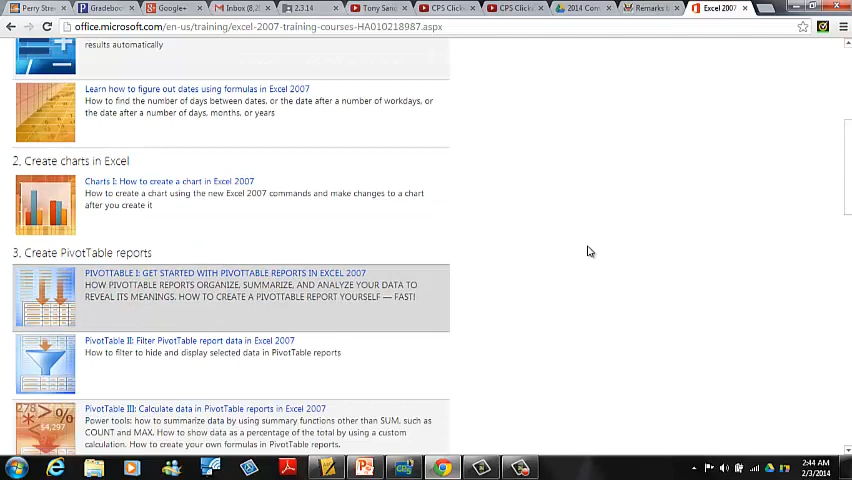 Perry Stree
Gradeboo
Google+
Inbox (8,2
2.3.14
Tony Sand
CPS Click
CPS Click
2014 Con
Remarks b
Excel 2007
office.microsoft.com/en-us/training/excel-2007-training-courses-HA010218987.aspx
results automatically
Learn how to figure out dates using formulas in Excel 2007
How to find the number of days between dates, or the date after a number of workdays, or
the date after a number of days, months, or years
2. Create charts in Excel
Charts I: How to create a chart in Excel 2007
How to create a chart using the new Excel 2007 commands and make changes to a chart
after you create it
3. Create PivotTable reports
PIVOTTABLE I: GET STARTED WITH PIVOTTABLE REPORTS IN EXCEL 2007
HOW PIVOTTABLE REPORTS ORGANIZE, SUMMARIZE, AND ANALYZE YOUR DATA TO
REVEAL ITS MEANINGS. HOW TO CREATE A PIVOTTABLE REPORT YOURSELF — FAST!
PivotTable II: Filter PivotTable report data in Excel 2007
How to filter to hide and display selected data in PivotTable reports
278 > %
$4,297
PivotTable III: Calculate data in PivotTable reports in Excel 2007
Power tools: how to summarize data by using summary functions other than SUM, such as
COUNT and MAX. How to show data as a percentage of the total by using a custom
calculation. How to create your own formulas in PivotTable reports.
2:44 AM
2/3/2014